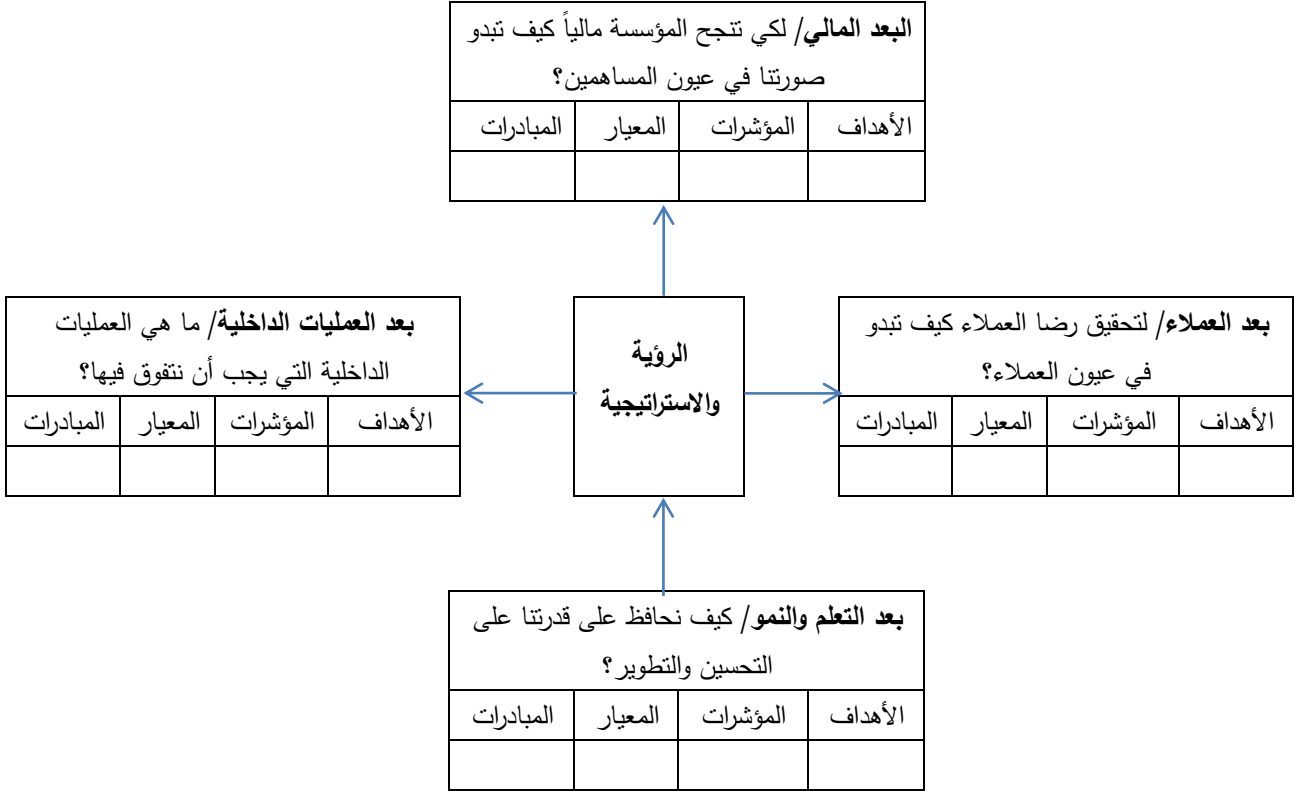 البعد المالي/ لكي تنجح المؤسسة مالياً كيف تبدو
صورتنا في عيون المساهمين؟
الأهداف المؤشرات المعيار المبادرات
بعد العملاء/ لتحقيق رضا العملاء كيف تبدو
في عيون العملاء؟
الأهداف المؤشرات المعيار المبادرات
الرؤية
والاستراتيجية
بعد العمليات الداخلية/ ما هي العمليات
الداخلية التي يجب أن نتفوق فيها؟
الأهداف المؤشرات المعيار المبادرات
بعد التعلم والنمو/ كيف نحافظ على قدرتنا على
التحسين والتطوير؟
الأهداف المؤشرات المعيار المبادرات